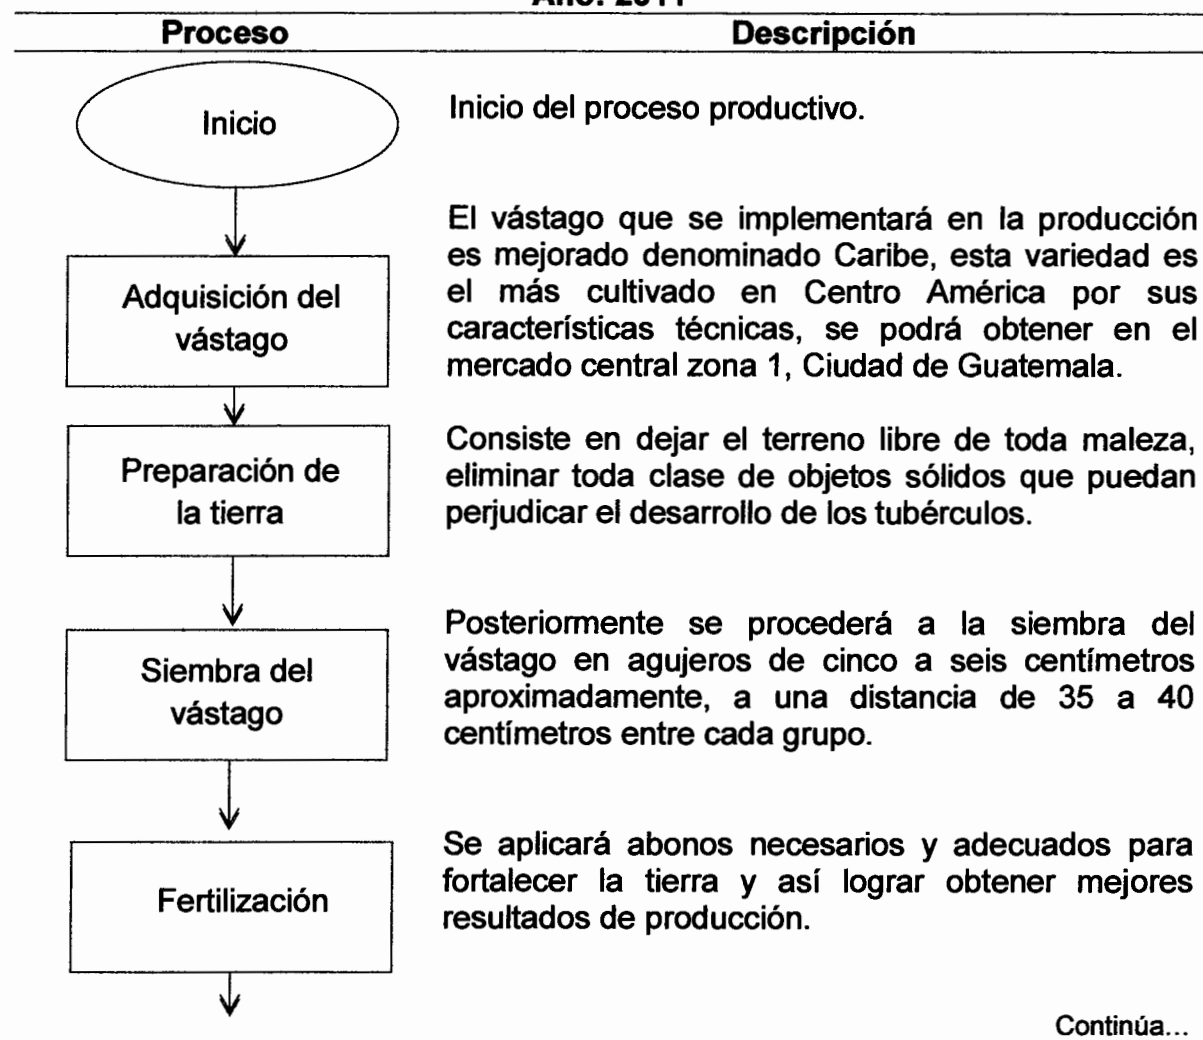 Proceso Descripción
Inicio
Inicio del proceso productivo.
Adquisición del
vástago
El vástago que se implementará en la producción
es mejorado denominado Caribe, esta variedad es
el más cultivado en Centro América por sus
características técnicas, se podrá obtener en el
mercado central zona 1, Ciudad de Guatemala.
Preparación de
la tierra
Consiste en dejar el terreno libre de toda maleza,
eliminar toda clase de objetos sólidos que puedan
perjudicar el desarrollo de los tubérculos.
Siembra del
vástago
Posteriormente se procederá a la siembra del
vástago en agujeros de cinco a seis centímetros
aproximadamente, a una distancia de 35 a 40
centímetros entre cada grupo.
Fertilización
Se aplicará abonos necesarios y adecuados para
fortalecer la tierra y así lograr obtener mejores
resultados de producción.
Continúa...